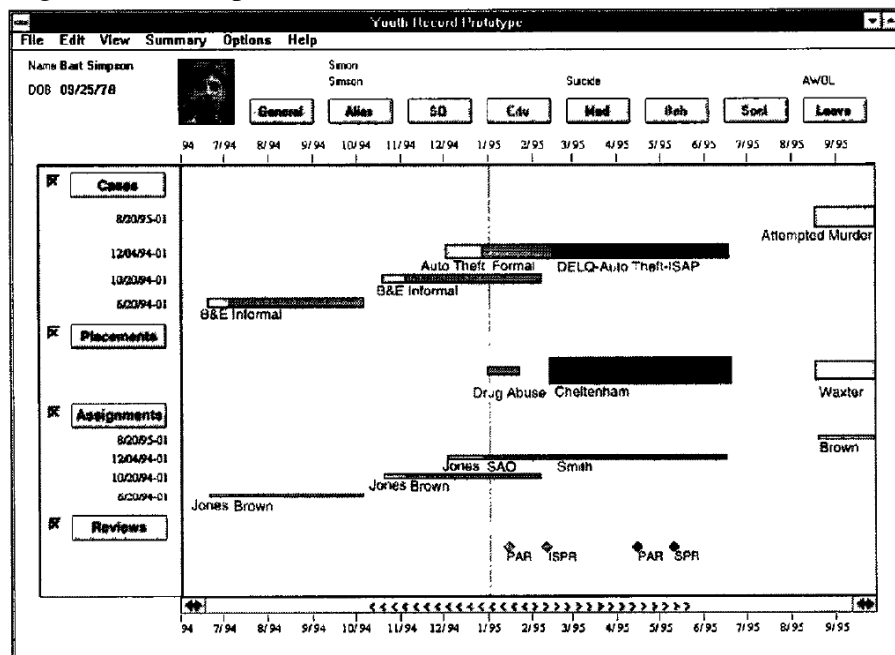 Youth Record Prototype
File Edit View Summary Options Help
Name Bart Simpson
DOB 09/25/78
Simon
Simson
Suicide
AWOL
General Alias SO Edu Med Beh Socl Leave
94 7/94 8/94 9/94 10/94 11/94 12/94 1/95 2/95 3/95 4/95 5/95 6/95 7/95 8/95 9/95
Cases
8/20/95-01
Attempted Murder
12/04/94-01
Auto Theft Formal DELQ-Auto Theft-ISAP
10/20/94-01
B&E Informal
6/20/94-01
B&E Informal
Placements
Drug Abuse Cheltenham Waxter
Assignments
8/20/95-01
Brown
12/04/94-01
Jones SAO Smith
10/20/94-01
Jones Brown
6/20/94-01
Jones Brown
Reviews
PAR ISPR PAR SPR
94 7/94 8/94 9/94 10/94 11/94 12/94 1/95 2/95 3/95 4/95 5/95 6/95 7/95 8/95 9/95